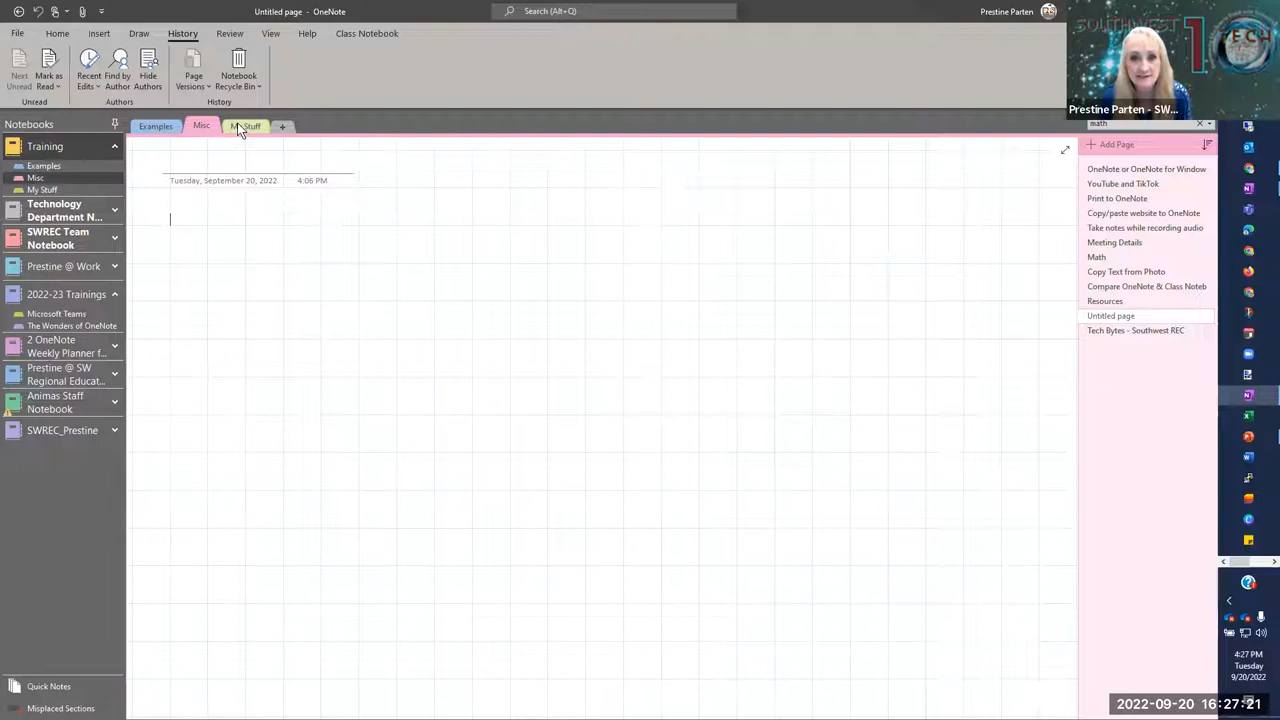 Untitled page - OneNote
Search (Alt+Q)
Prestine Parten
File
Home
Insert
Draw
History
Review
View
Help
Class Notebook
Next
Unread
Mark as
Read
Recent
Edits
Find by
Author
Hide
Authors
Page
Versions
Notebook
Recycle Bin
Unread
Authors
History
SOUTHWEST
1
TECH
Prestine Parten - SW...
Notebooks
Examples
Misc
My Stuff
math
Training
Examples
Misc
My Stuff
Technology
Department N...
SWREC Team
Notebook
Prestine @ Work
2022-23 Trainings
Microsoft Teams
The Wonders of OneNote
2 OneNote
Weekly Planner f...
Prestine @ SW
Regional Educat...
Animas Staff
Notebook
SWREC_Prestine
Quick Notes
Misplaced Sections
Tuesday, September 20, 2022
4:06 PM
Add Page
OneNote or OneNote for Window
YouTube and TikTok
Print to OneNote
Copy/paste website to OneNote
Take notes while recording audio
Meeting Details
Math
Copy Text from Photo
Compare OneNote & Class Noteb
Resources
Untitled page
Tech Bytes - Southwest REC
4:27 PM
Tuesday
9/20/2022
2022-09-20 16:27:21